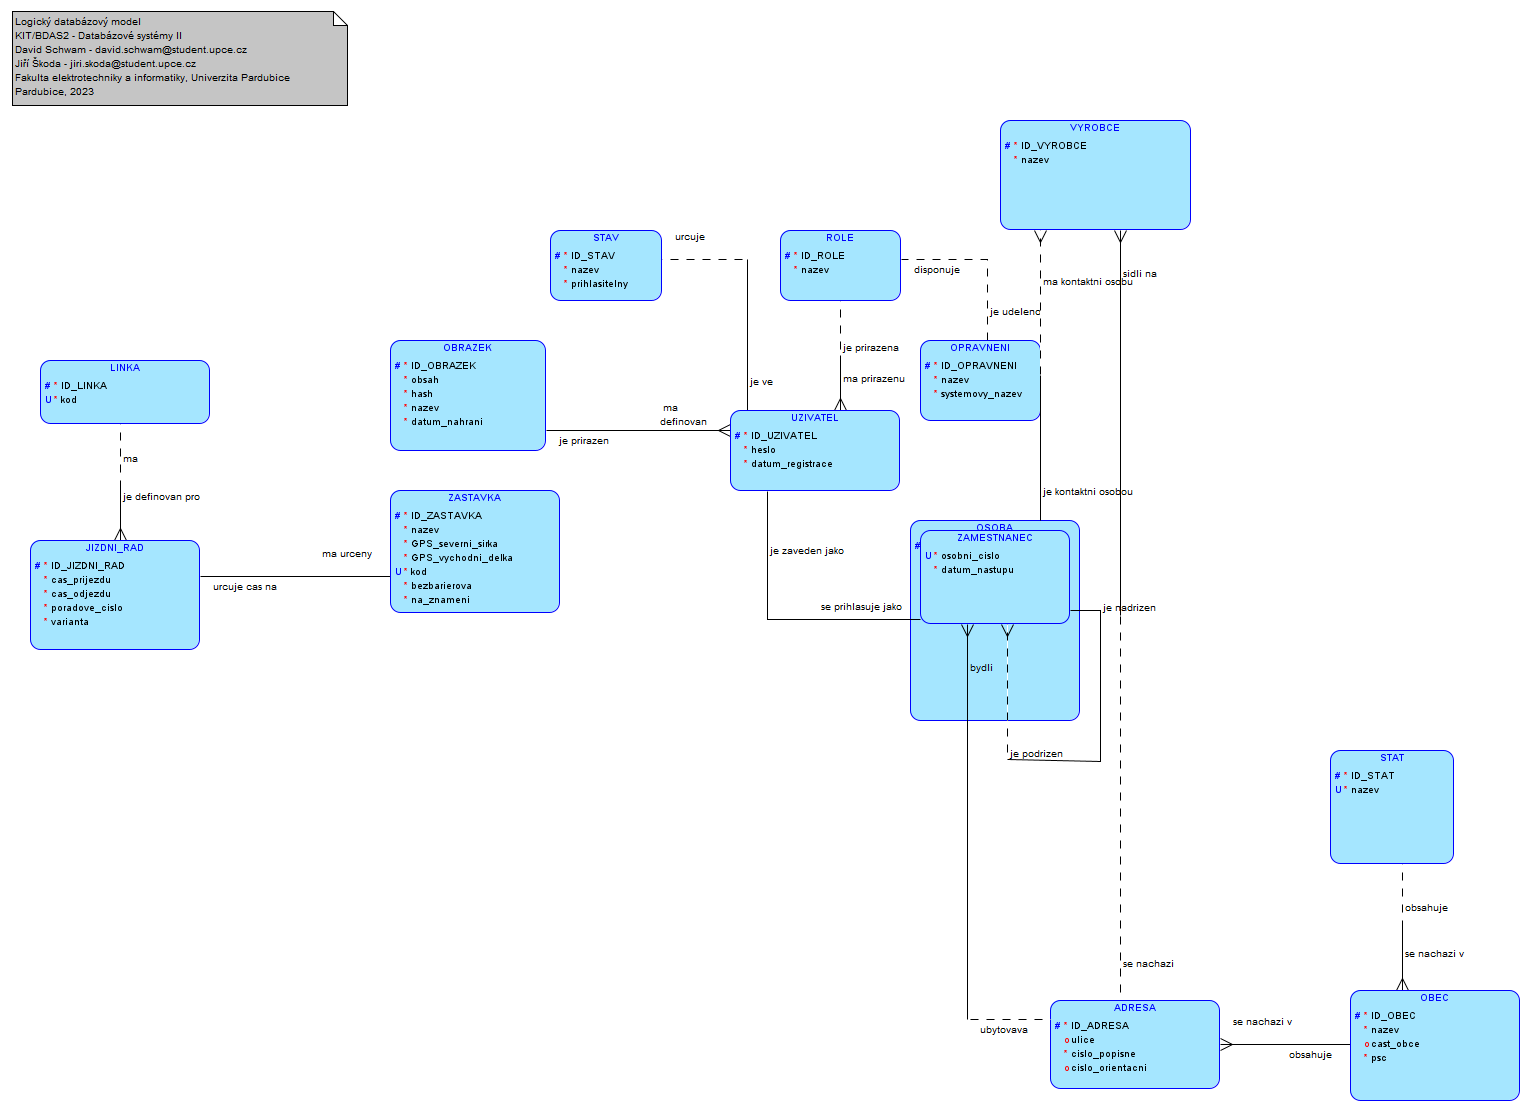 Logický databázový model
KIT/BDAS2 - Databázové systémy II
David Schwam - david.schwam@student.upce.cz
Jiří Škoda - jiri.skoda@student.upce.cz
Fakulta elektrotechniky a informatiky, Univerzita Pardubice
Pardubice, 2023
VYROBCE
# * ID_VYROBCE
* nazev
STAV
# * ID_STAV
* nazev
* prihlasitelny
urcuje
je ve
ROLE
# * ID_ROLE
* nazev
disponuje
je udeleno
je prirazena
ma prirazenu
ma kontaktni osobu
sidli na
OPRAVNENI
# * ID_OPRAVNENI
* nazev
* systemovy_nazev
OBRAZEK
# * ID_OBRAZEK
* obsah
* hash
* nazev
* datum_nahrani
je prirazen
ma
definovan
LINKA
# * ID_LINKA
U * kod
ma
je definovan pro
UZIVATEL
# * ID_UZIVATEL
* heslo
* datum_registrace
je zaveden jako
se prihlasuje jako
je kontaktni osobou
ZASTAVKA
# * ID_ZASTAVKA
* nazev
* GPS_severni_sirka
* GPS_vychodni_delka
U * kod
* bezbarierova
* na_znameni
ma urceny
urcuje cas na
JIZDNI_RAD
# * ID_JIZDNI_RAD
* cas_prijezdu
* cas_odjezdu
* poradove_cislo
* varianta
OSOBA
#
ZAMESTNANEC
U * osobni_cislo
* datum_nastupu
je nadrizen
bydli
je podrizen
STAT
# * ID_STAT
U * nazev
obsahuje
se nachazi v
se nachazi
ubytovava
ADRESA
# * ID_ADRESA
o ulice
* cislo_popisne
o cislo_orientacni
se nachazi v
obsahuje
OBEC
# * ID_OBEC
* nazev
o cast_obce
* psc